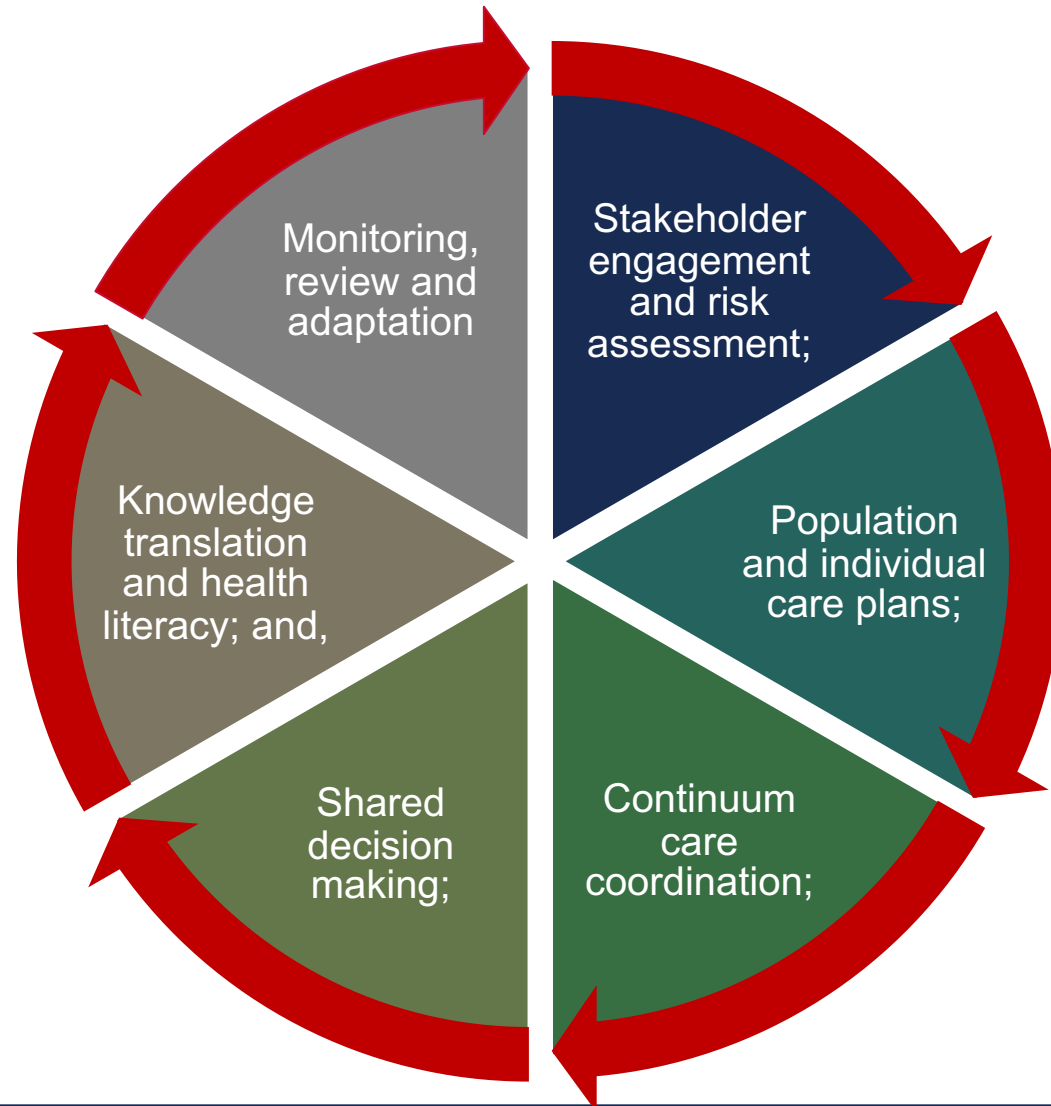 Stakeholder
engagement
and risk
assessment;
Population
and individual
care plans;
Continuum
care
coordination;
Shared
decision
making;
Knowledge
translation
and health
literacy; and,
Monitoring,
review and
adaptation